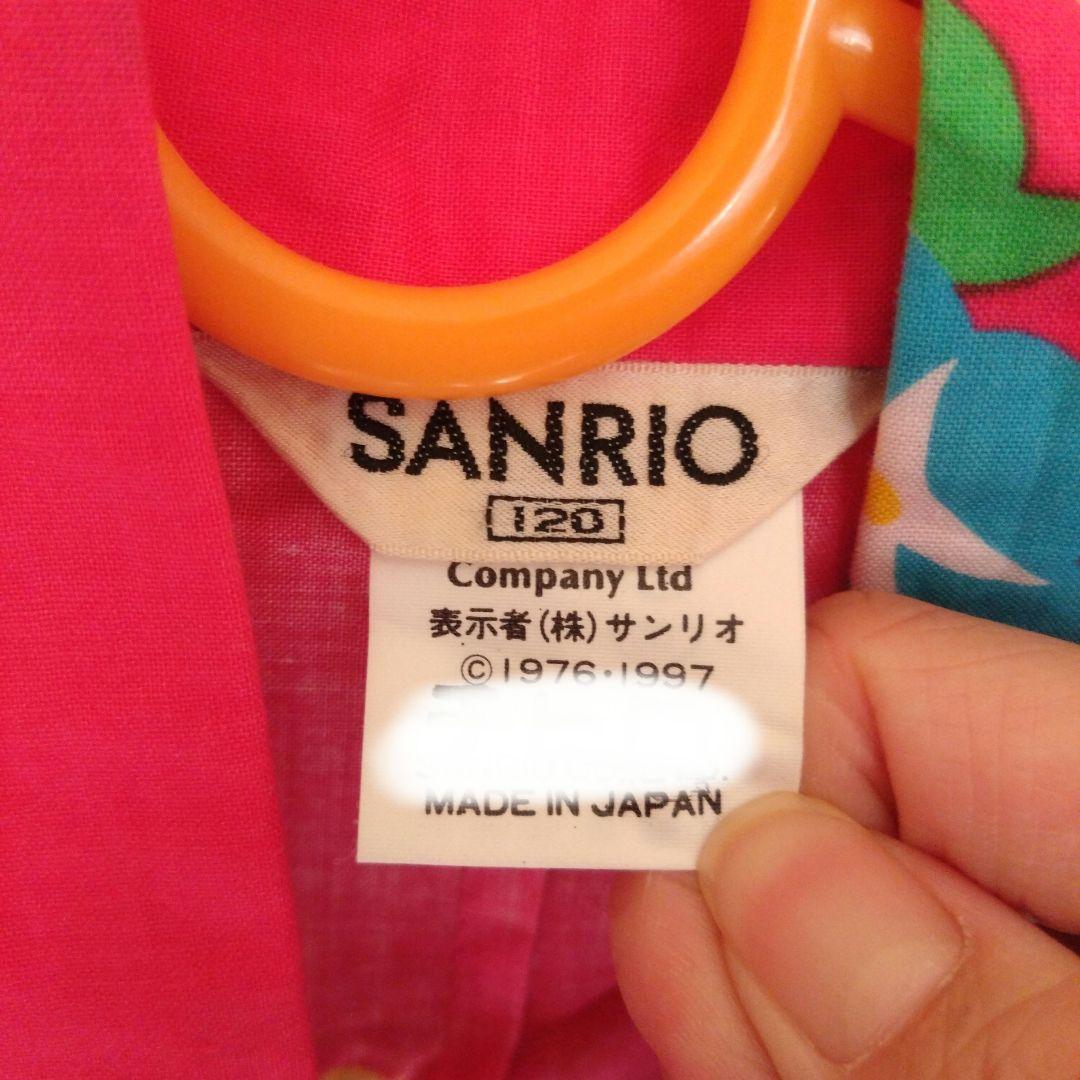 SANRIO
120
Company Ltd
表示者(株)サンリオ
©1976・1997
MADE IN JAPAN